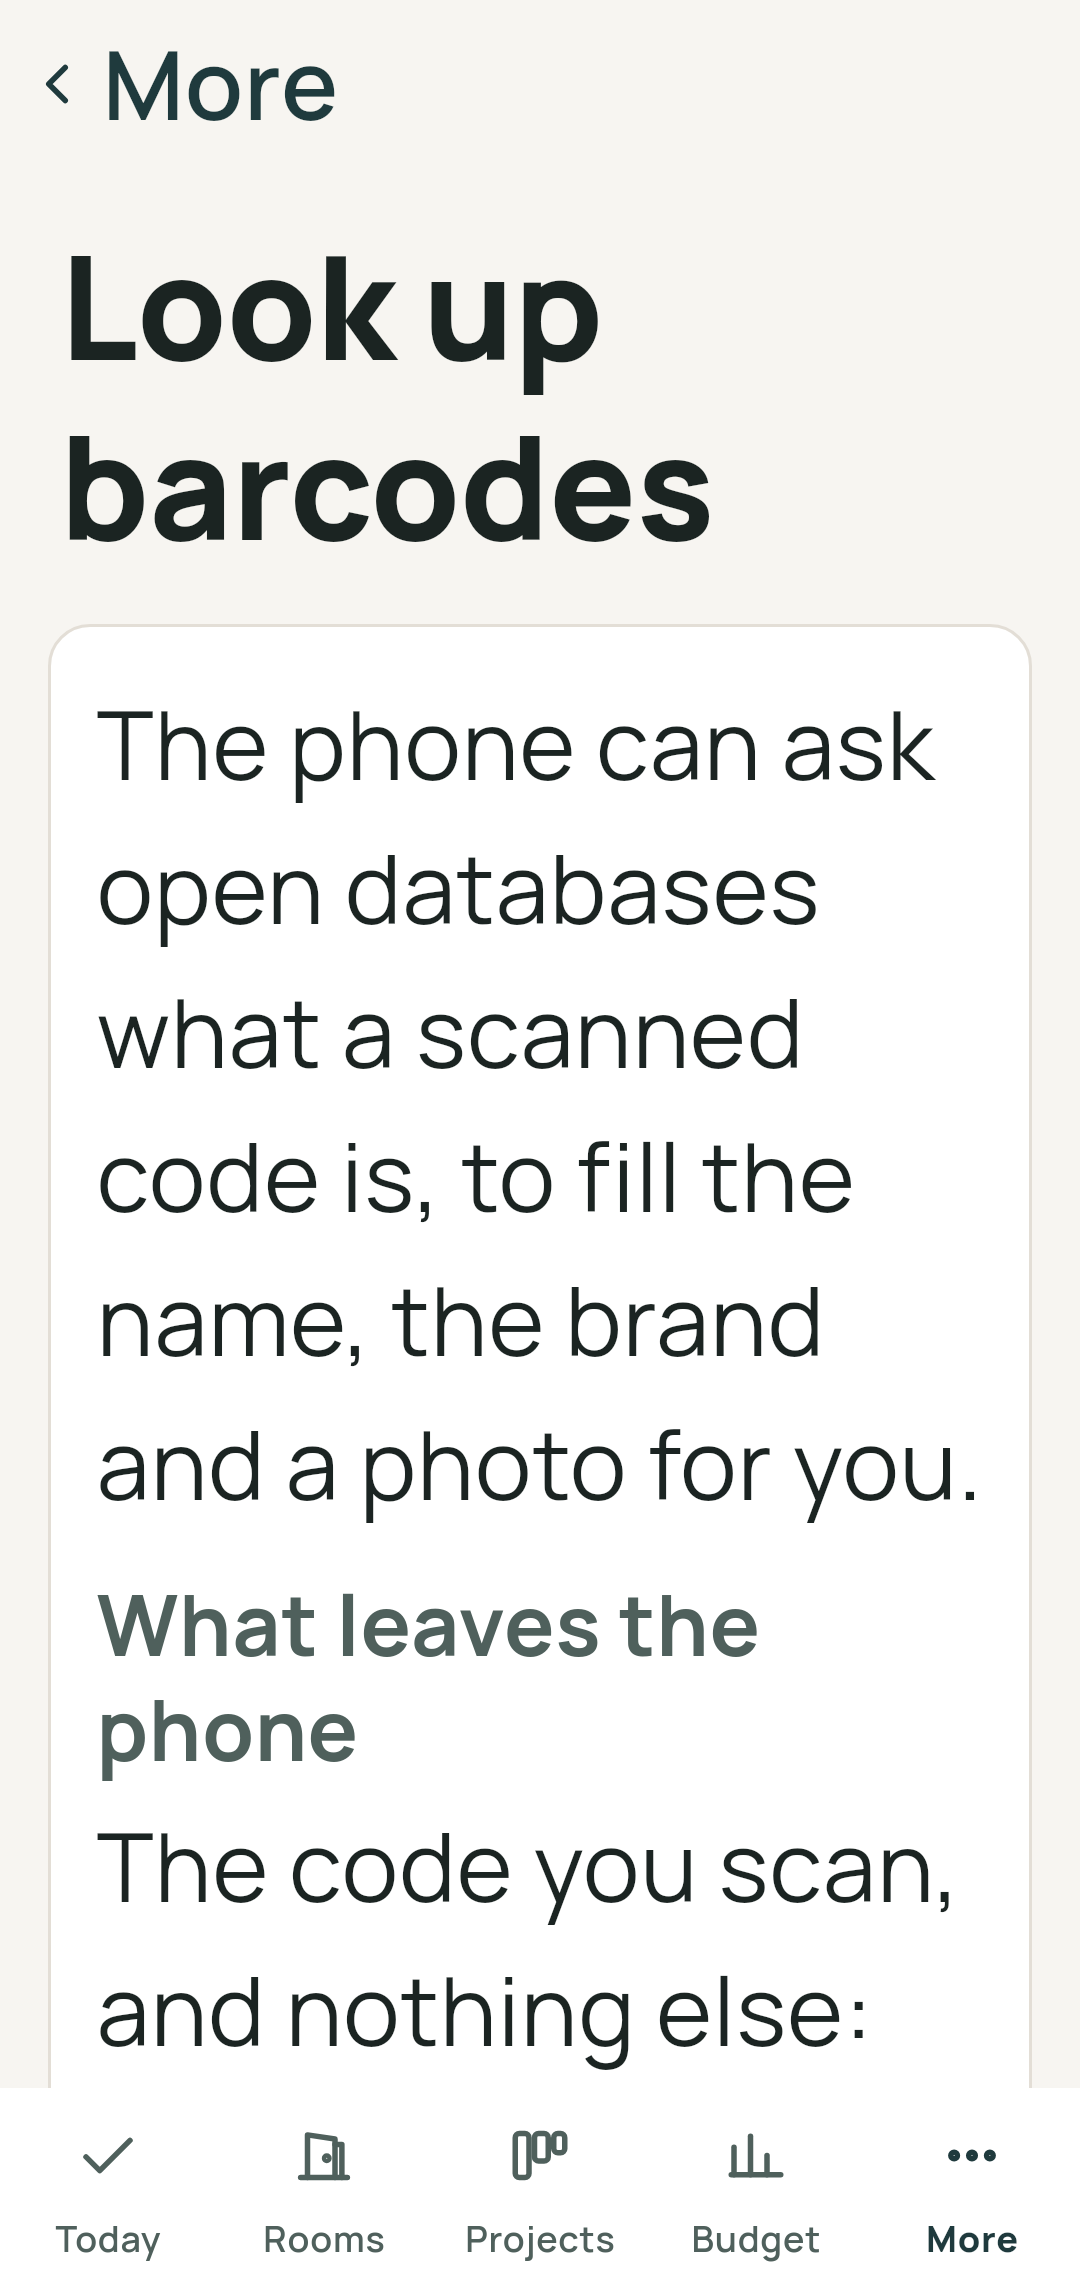 More
Look up
barcodes
The phone can ask
open databases
what a scanned
code is, to fill the
name, the brand
and a photo for you.
What leaves the
phone
The code you scan,
and nothing else:
Today
Rooms
Projects
Budget
More